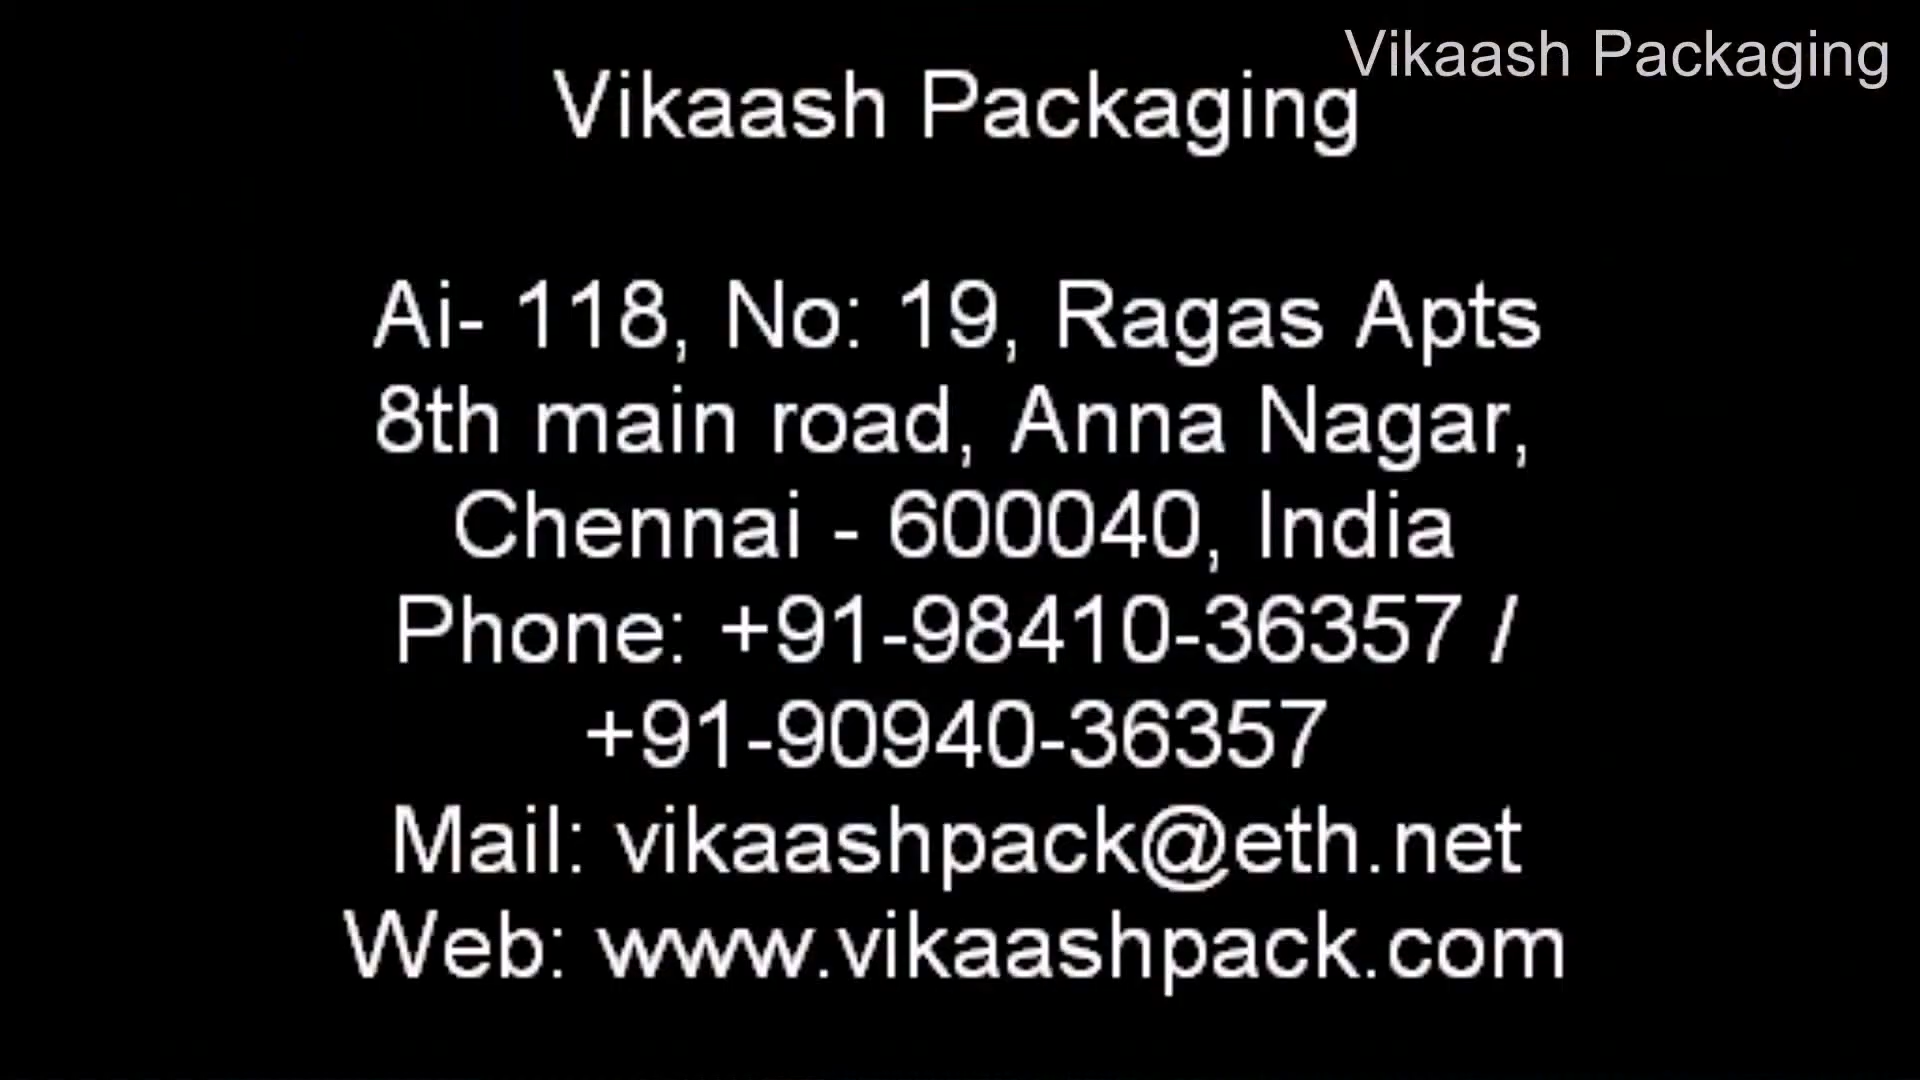 Vikaash Packaging
Vikaash Packaging
Ai- 118, No: 19, Ragas Apts
8th main road, Anna Nagar,
Chennai - 600040, India
Phone: +91-98410-36357 /
+91-90940-36357
Mail: vikaashpack@eth.net
Web: www.vikaashpack.com